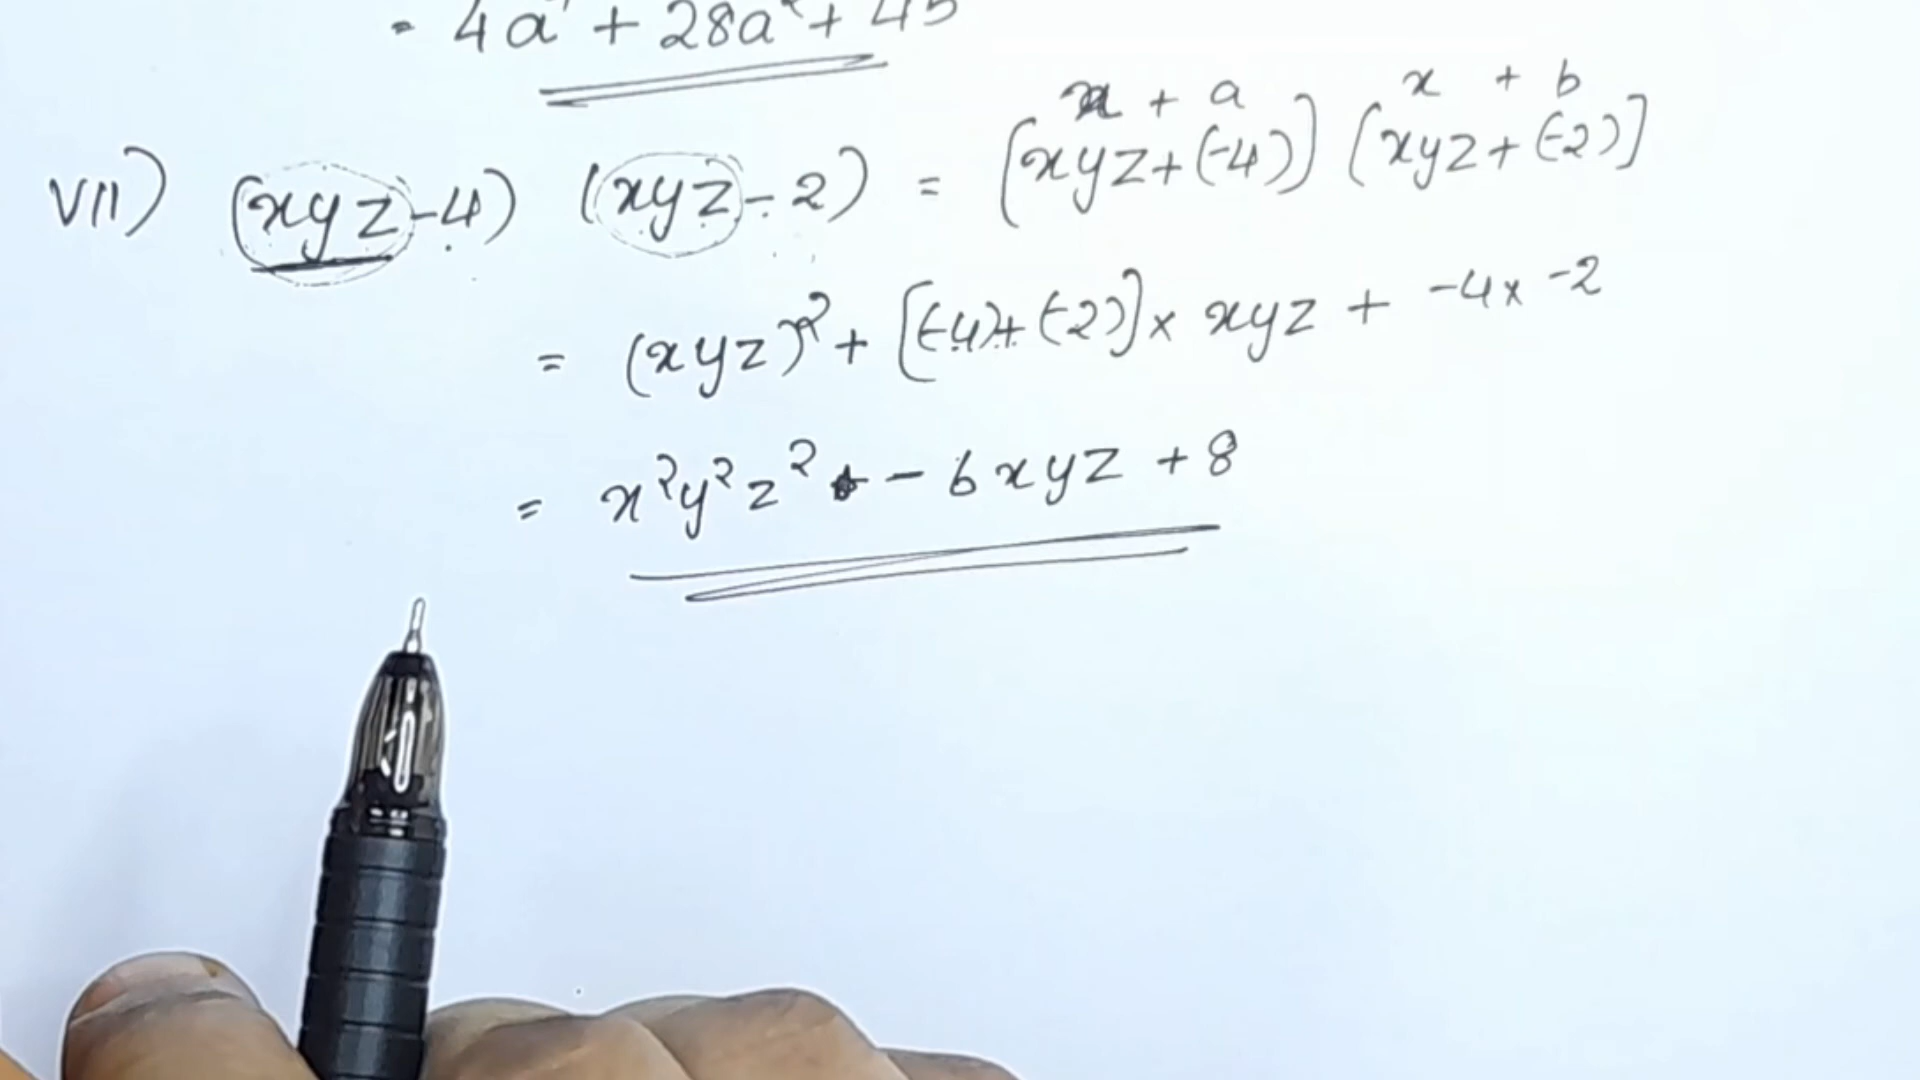 = 4a + 28a + 45
x + a x + b
VII) (xyz-4) (xyz-2) = [xyz+(-4)] [xyz+(-2)]
= (xyz)² + [(-4)+(-2)]× xyz + -4× -2
= x²y²z² - 6xyz + 8